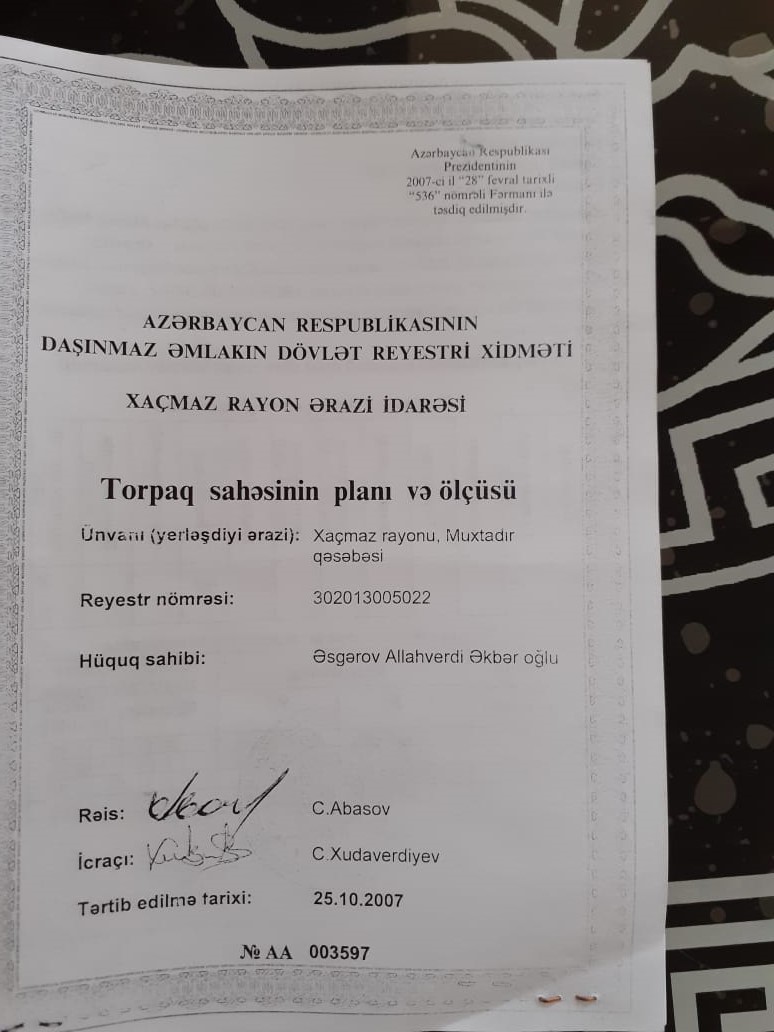 Azərbaycan Respublikası
Prezidentinin
2007-ci il "28" fevral tarixli
"536" nömrəli Fərmanı ilə
təsdiq edilmişdir.
AZƏRBAYCAN RESPUBLİKASININ
DAŞINMAZ ƏMLAKIN DÖVLƏT REYESTRİ XİDMƏTİ
XAÇMAZ RAYON ƏRAZİ İDARƏSİ
Torpaq sahəsinin planı və ölçüsü
Ünvanı (yerləşdiyi ərazi): Xaçmaz rayonu, Muxtadır
qəsəbəsi
Reyestr nömrəsi: 302013005022
Hüquq sahibi: Əsgərov Allahverdi Əkbər oğlu
Rəis: C.Abasov
İcraçı: C.Xudaverdiyev
Tərtib edilmə tarixi: 25.10.2007
№ AA 003597